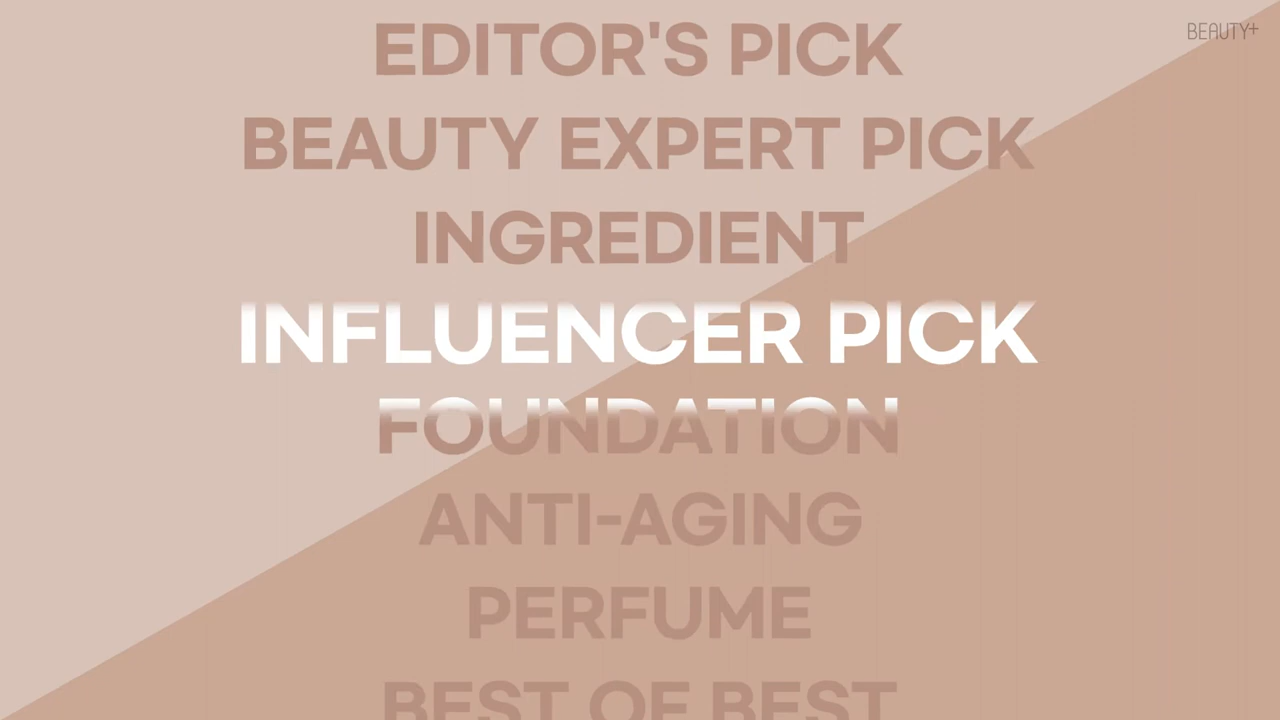 EDITOR'S PICK
BEAUTY+
BEAUTY EXPERT PICK
INGREDIENT
INFLUENCER PICK
FOUNDATION
ANTI-AGING
PERFUME
BEST OF BEST